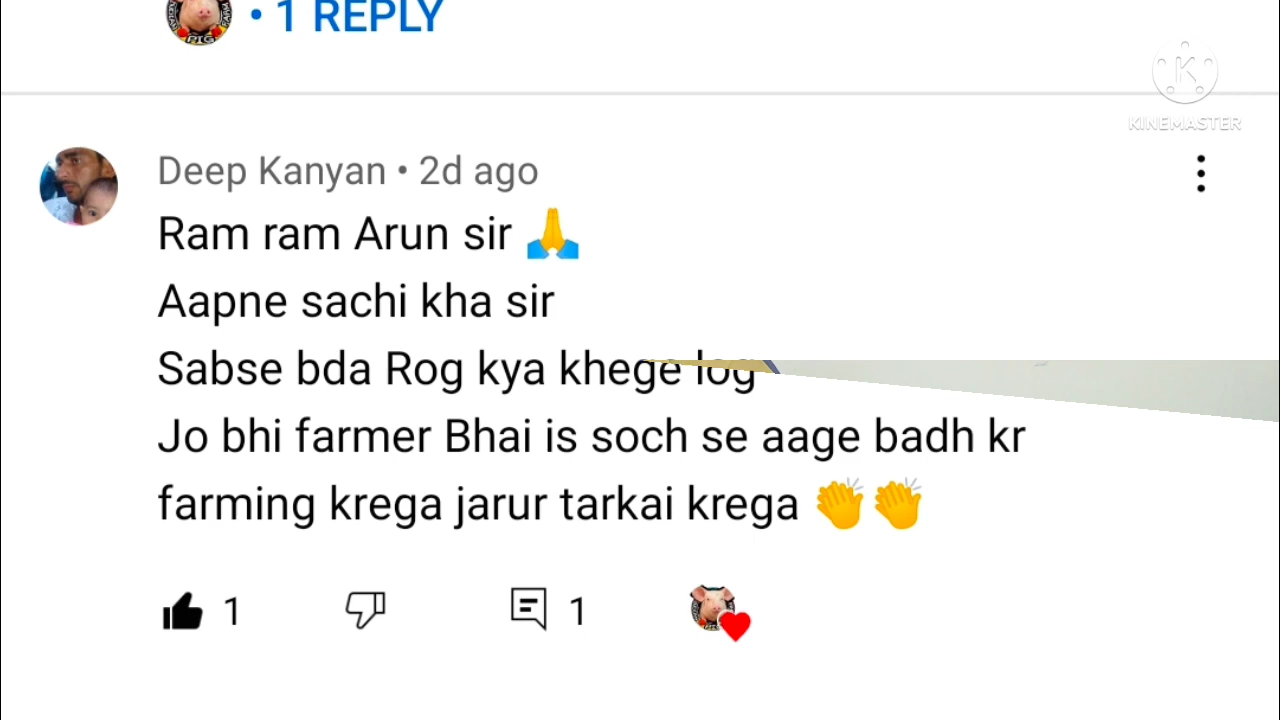 • 1 REPLY
KINEMASTER
Deep Kanyan • 2d ago
Ram ram Arun sir 🙏
Aapne sachi kha sir
Sabse bda Rog kya khege log
Jo bhi farmer Bhai is soch se aage badh kr
farming krega jarur tarkai krega 👏👏
1 1